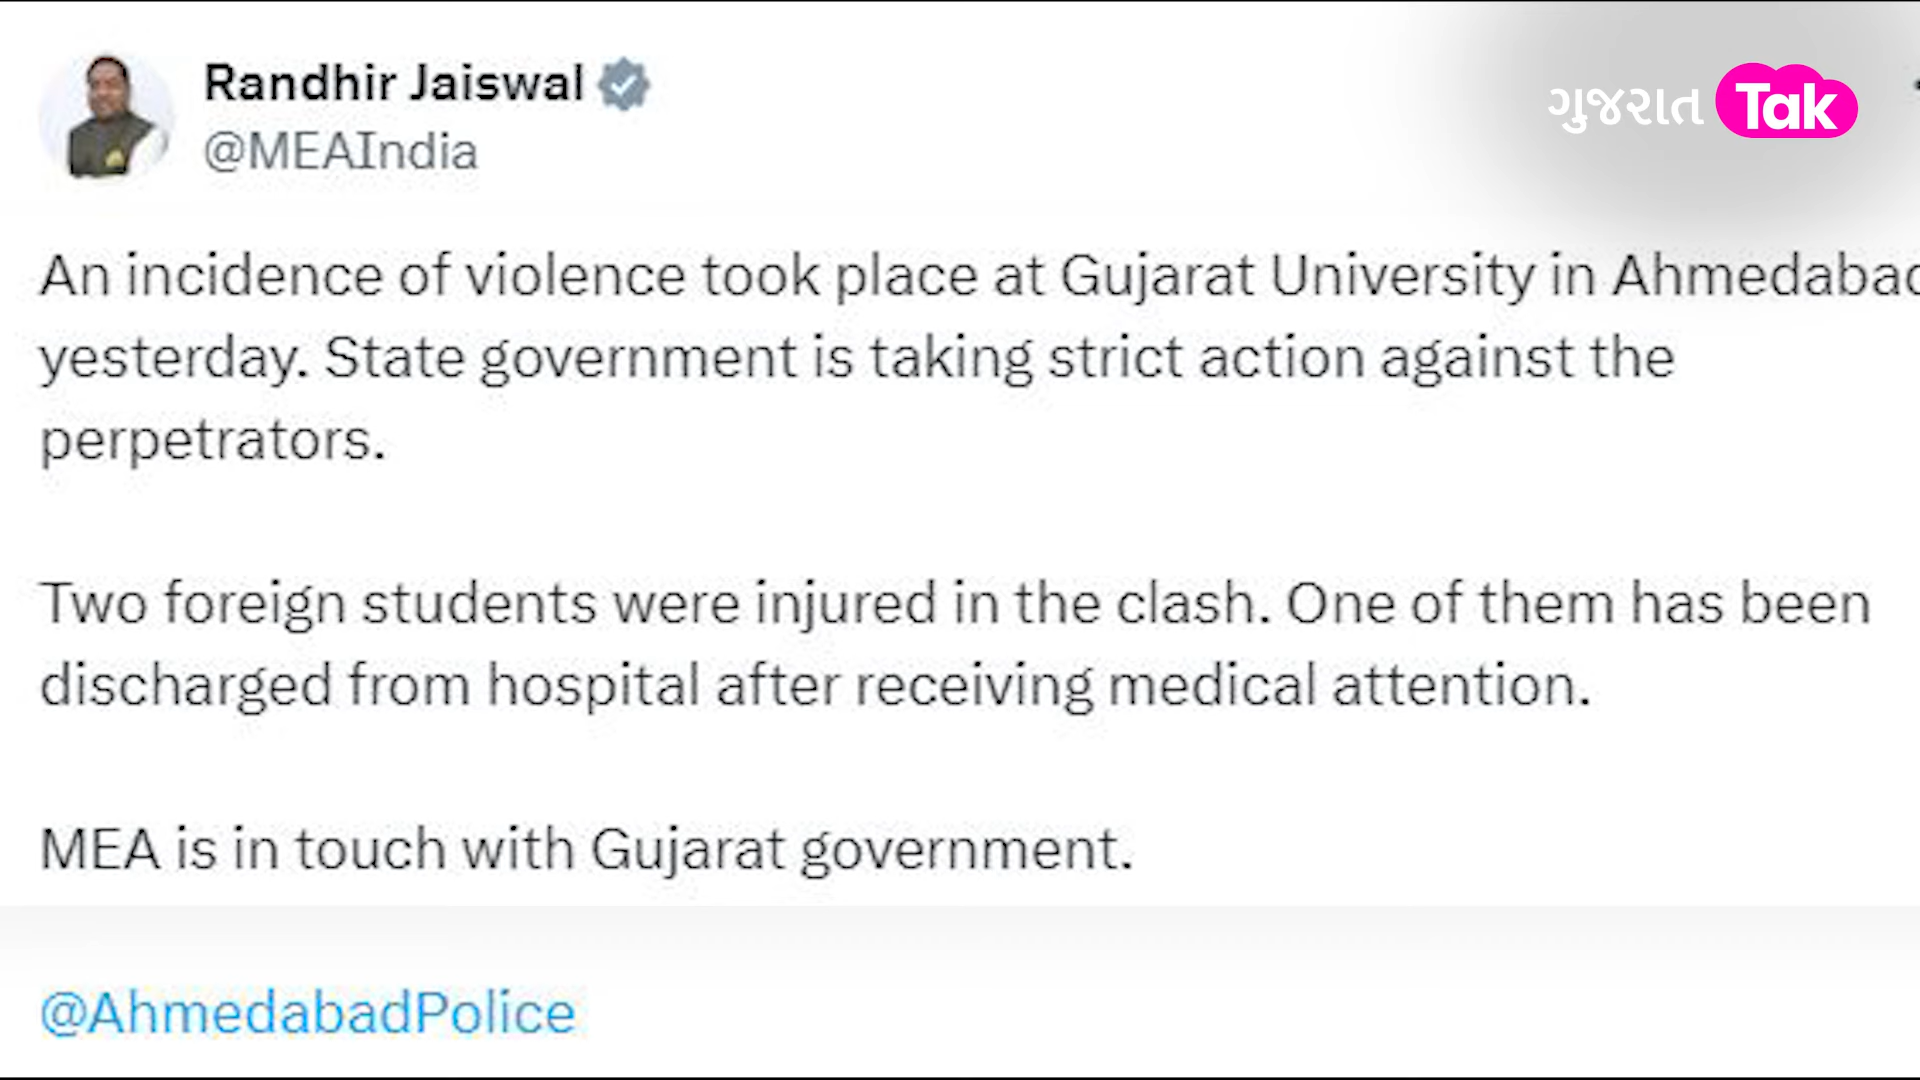 Randhir Jaiswal
@MEAIndia
ગુજરાત Tak
An incidence of violence took place at Gujarat University in Ahmedabad
yesterday. State government is taking strict action against the
perpetrators.
Two foreign students were injured in the clash. One of them has been
discharged from hospital after receiving medical attention.
MEA is in touch with Gujarat government.
@AhmedabadPolice